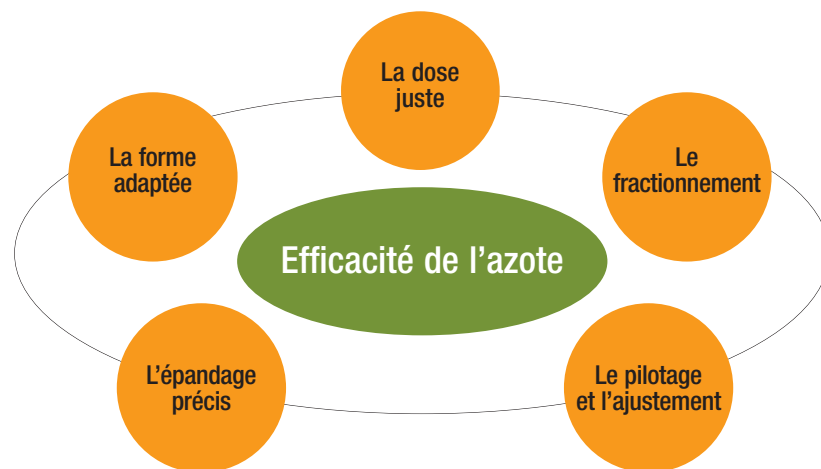 La dose
juste
La forme
adaptée
Le
fractionnement
Efficacité de l’azote
L’épandage
précis
Le pilotage
et l’ajustement